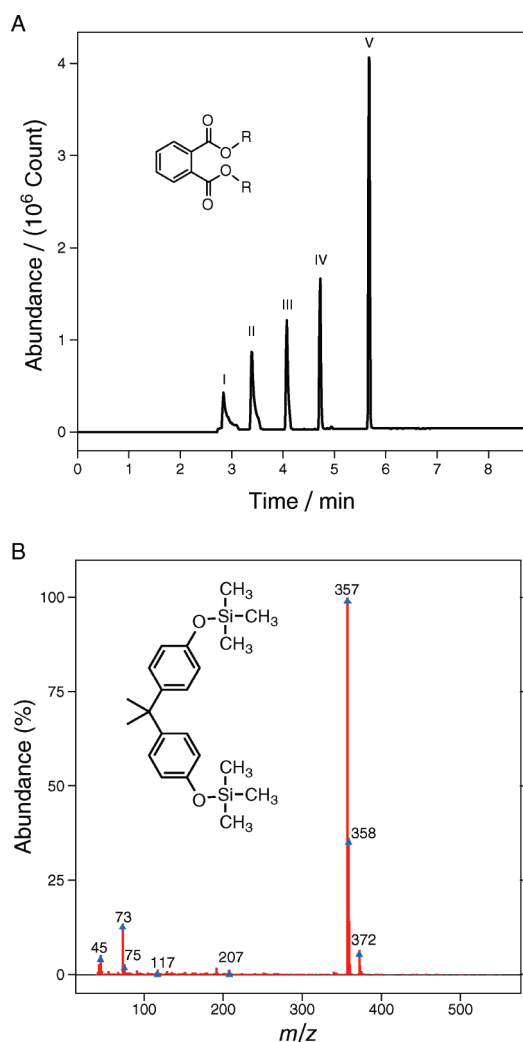 A
Abundance / (10⁶ Count)
4
3
2
1
0
I
II
III
IV
V
O
O
R
O
R
O
0 1 2 3 4 5 6 7 8
Time / min
B
Abundance (%)
100
75
50
25
0
CH₃
O Si CH₃
CH₃
CH₃
O Si CH₃
CH₃
357
358
372
73
45
75
117
207
100 200 300 400 500
m/z